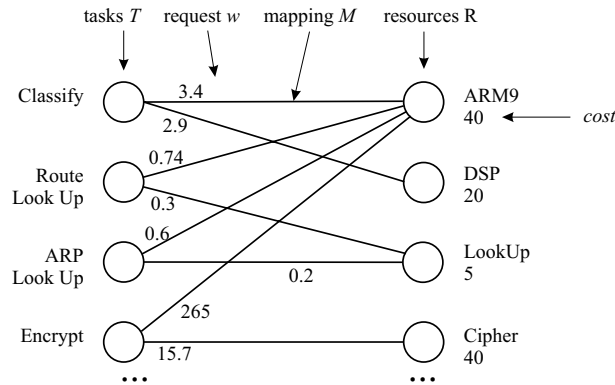 tasks T request w mapping M resources R
Classify
3.4
ARM9
40
cost
2.9
Route
Look Up
0.74
DSP
20
0.3
ARP
Look Up
0.6
0.2
LookUp
5
Encrypt
265
15.7
Cipher
40
... ...